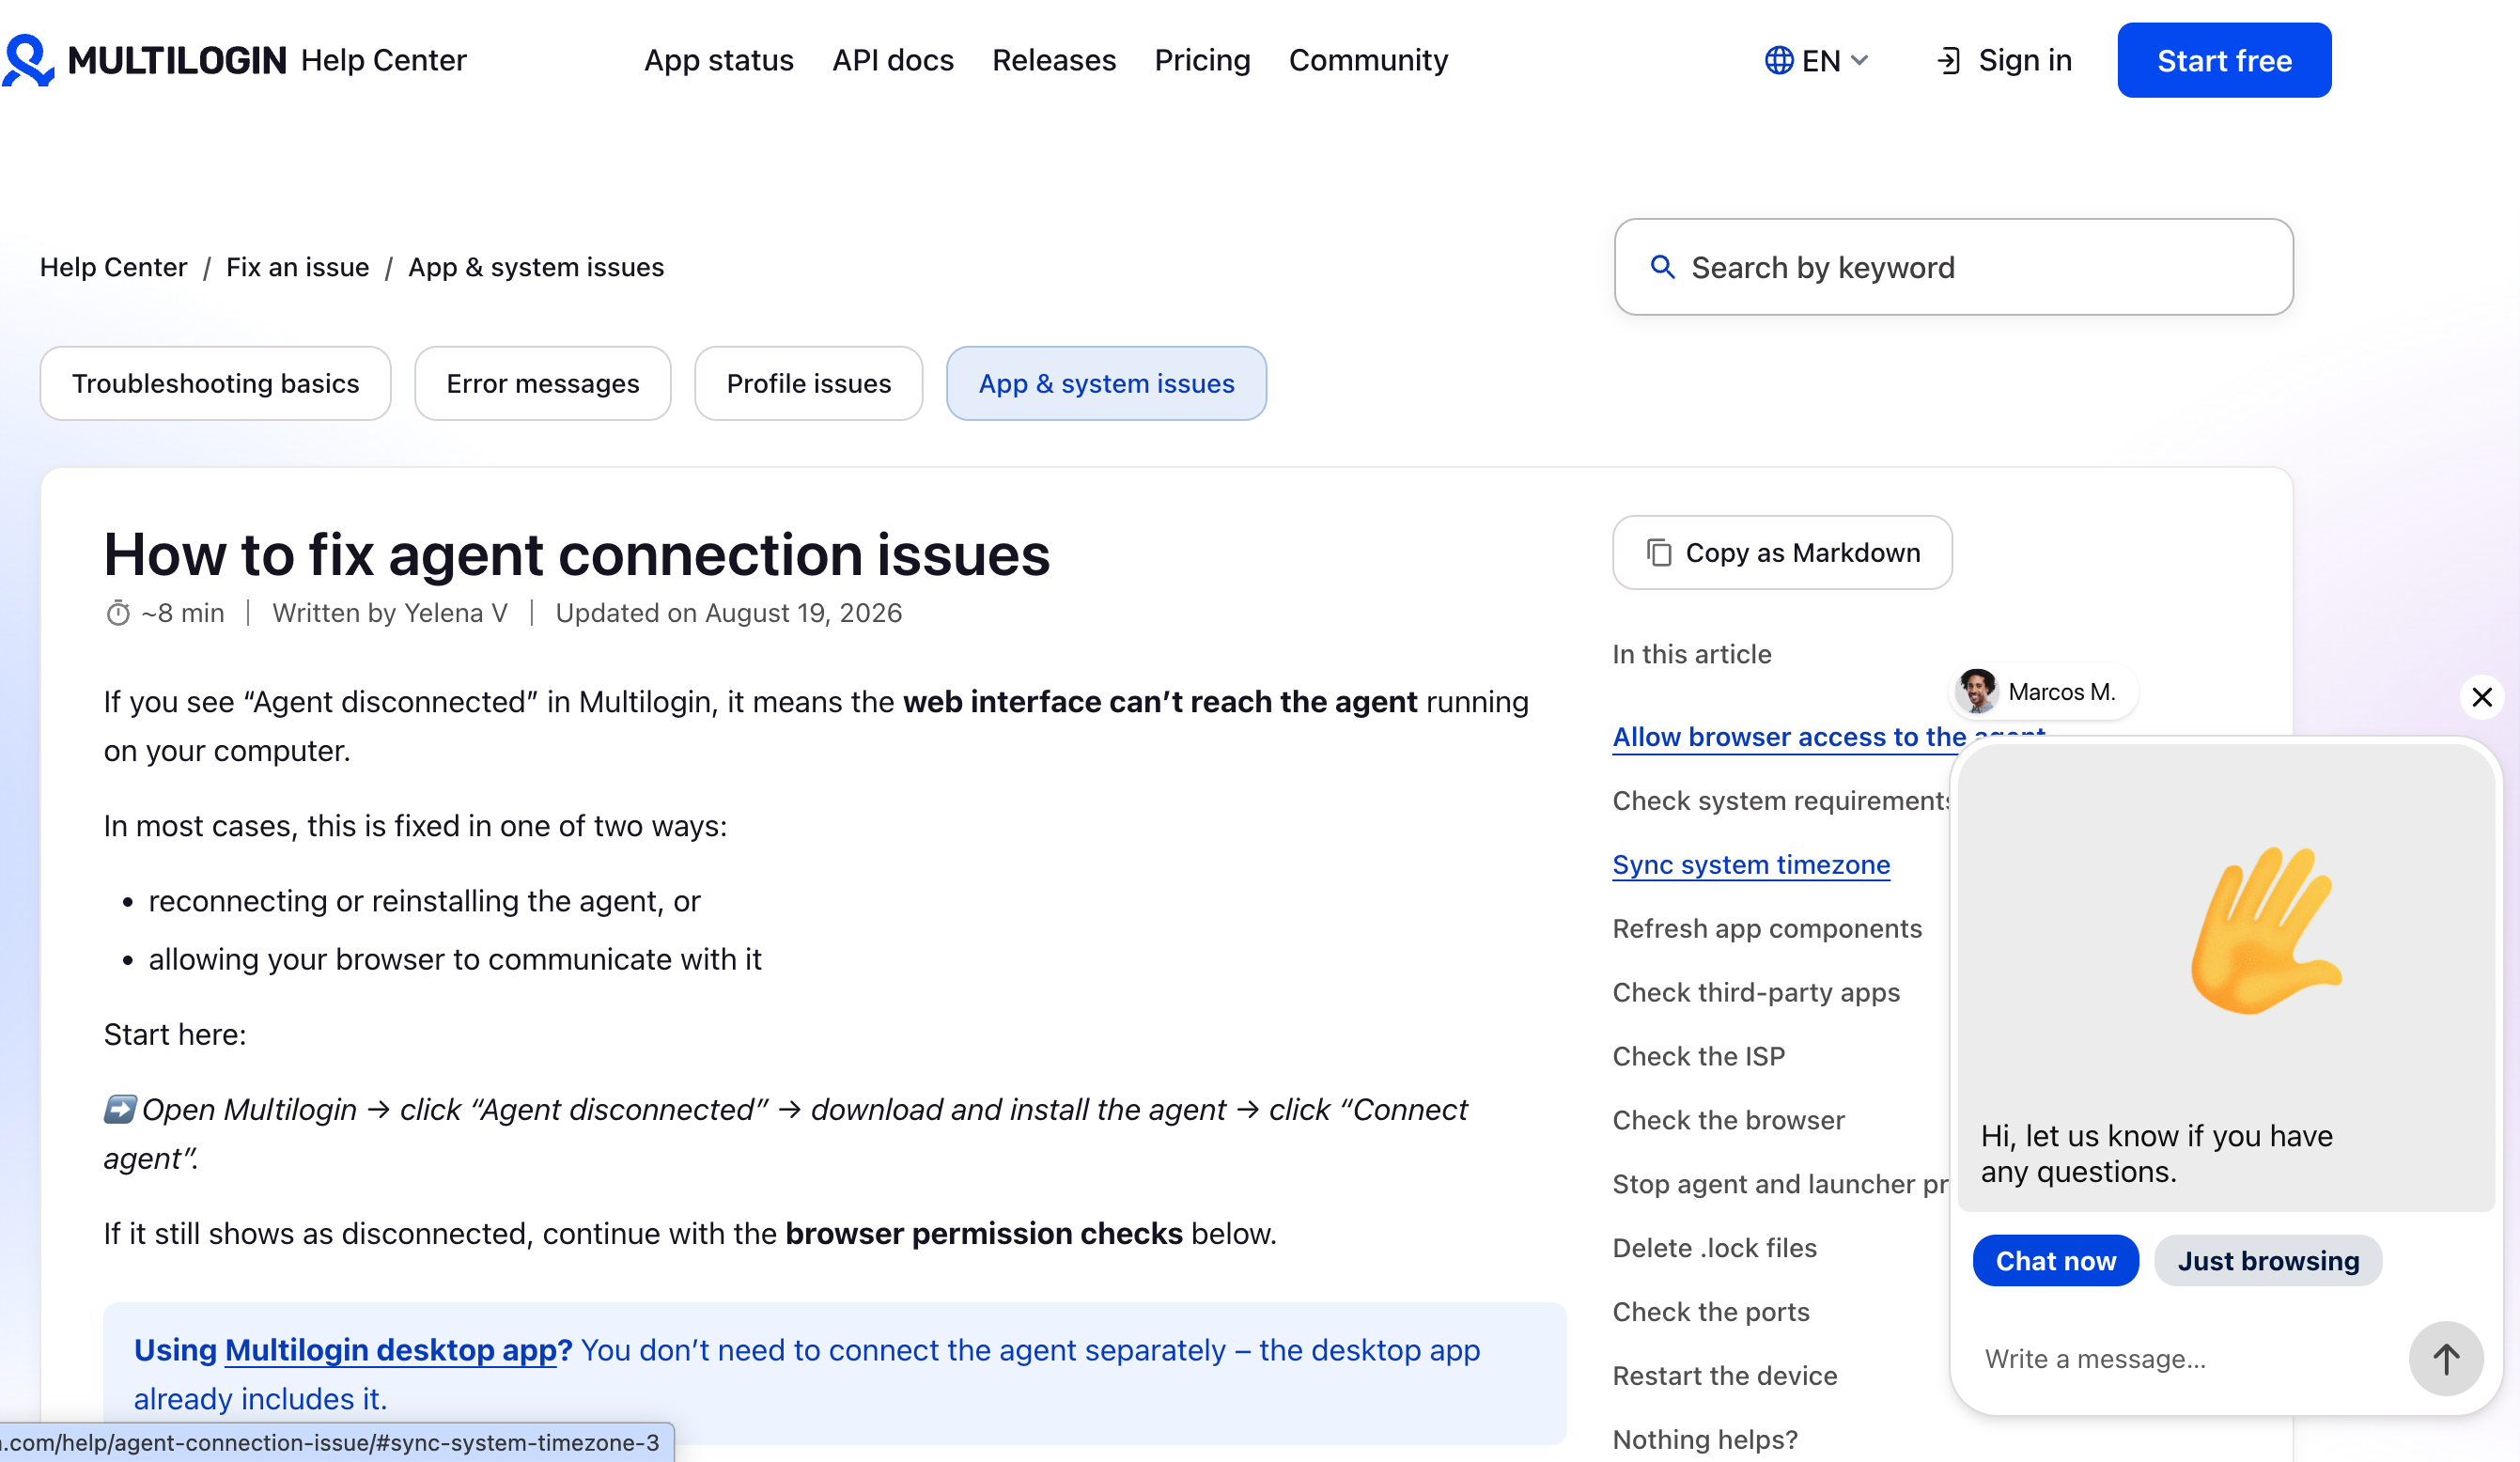 MULTILOGIN Help Center
App status
API docs
Releases
Pricing
Community
EN
Sign in
Start free
Help Center / Fix an issue / App & system issues
Search by keyword
Troubleshooting basics
Error messages
Profile issues
App & system issues
How to fix agent connection issues
~8 min | Written by Yelena V | Updated on August 19, 2026
If you see “Agent disconnected” in Multilogin, it means the web interface can’t reach the agent running
on your computer.
In most cases, this is fixed in one of two ways:
• reconnecting or reinstalling the agent, or
• allowing your browser to communicate with it
Start here:
➡️ Open Multilogin → click “Agent disconnected” → download and install the agent → click “Connect
agent”.
If it still shows as disconnected, continue with the browser permission checks below.
Using Multilogin desktop app? You don’t need to connect the agent separately – the desktop app
already includes it.
Copy as Markdown
In this article
Allow browser access to the agent
Check system requirements
Sync system timezone
Refresh app components
Check third-party apps
Check the ISP
Check the browser
Stop agent and launcher pr
Delete .lock files
Check the ports
Restart the device
Nothing helps?
Marcos M.
Hi, let us know if you have
any questions.
Chat now
Just browsing
Write a message...
.com/help/agent-connection-issue/#sync-system-timezone-3